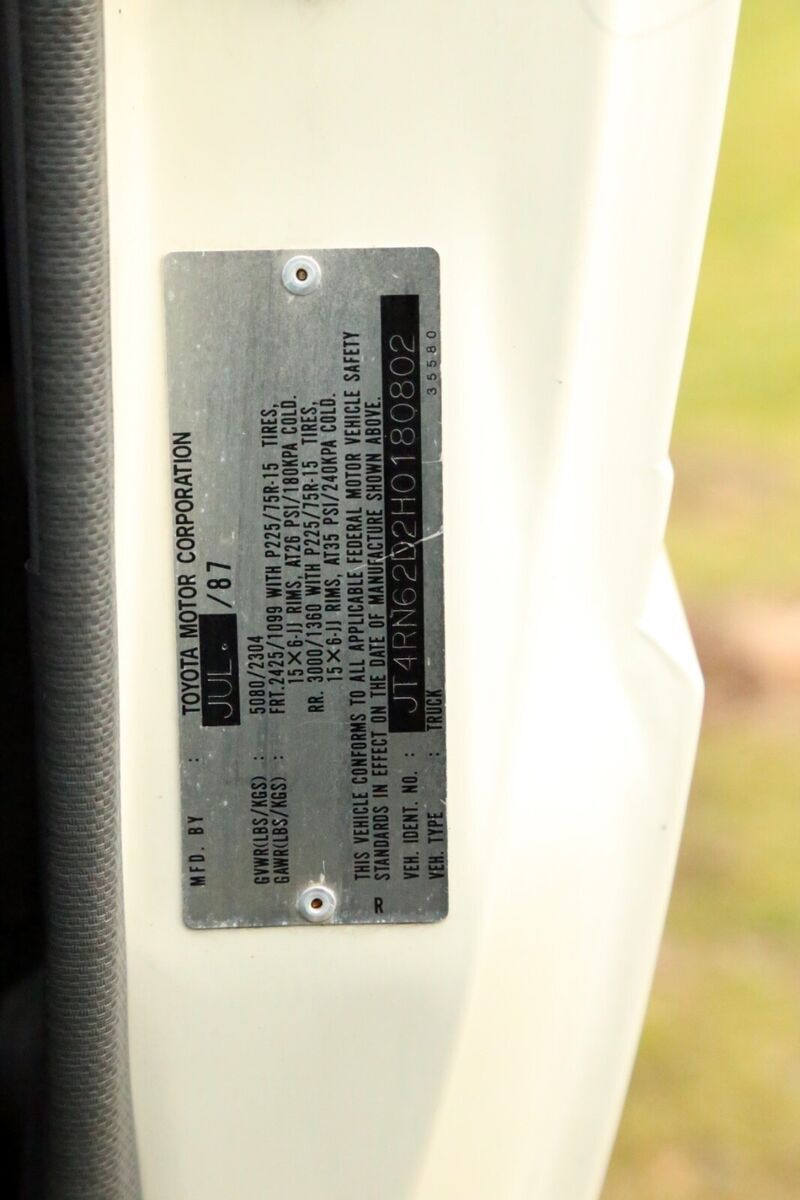 MFD. BY : TOYOTA MOTOR CORPORATION
JUL. /87
GVWR(LBS/KGS) : 5080/2304
GAWR(LBS/KGS) : FRT.2425/1099 WITH P225/75R-15 TIRES,
15×6-JJ RIMS, AT26 PSI/180KPA COLD.
RR. 3000/1360 WITH P225/75R-15 TIRES,
15×6-JJ RIMS, AT35 PSI/240KPA COLD.
THIS VEHICLE CONFORMS TO ALL APPLICABLE FEDERAL MOTOR VEHICLE SAFETY
STANDARDS IN EFFECT ON THE DATE OF MANUFACTURE SHOWN ABOVE.
VEH. IDENT. NO. : JT4RN62D2H0180802
R VEH. TYPE : TRUCK 35580